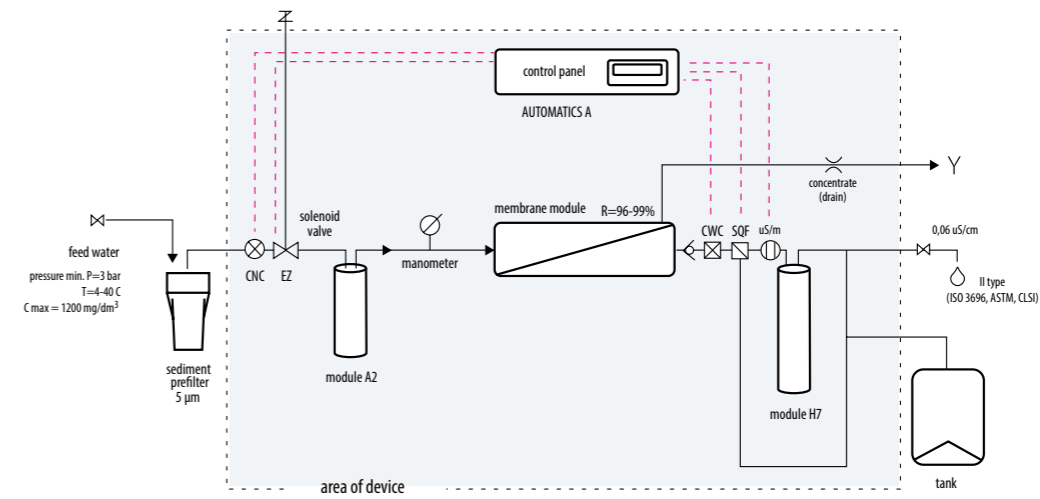 control panel
AUTOMATICS A
concentrate
(drain)
membrane module
R=96-99%
solenoid
valve
CWC
SQF
uS/m
0,06 uS/cm
feed water
pressure min. P=3 bar
T=4-40 C
C max = 1200 mg/dm³
CNC
EZ
manometer
II type
(ISO 3696, ASTM, CLSI)
sediment
prefilter
5 µm
module A2
module H7
tank
area of device